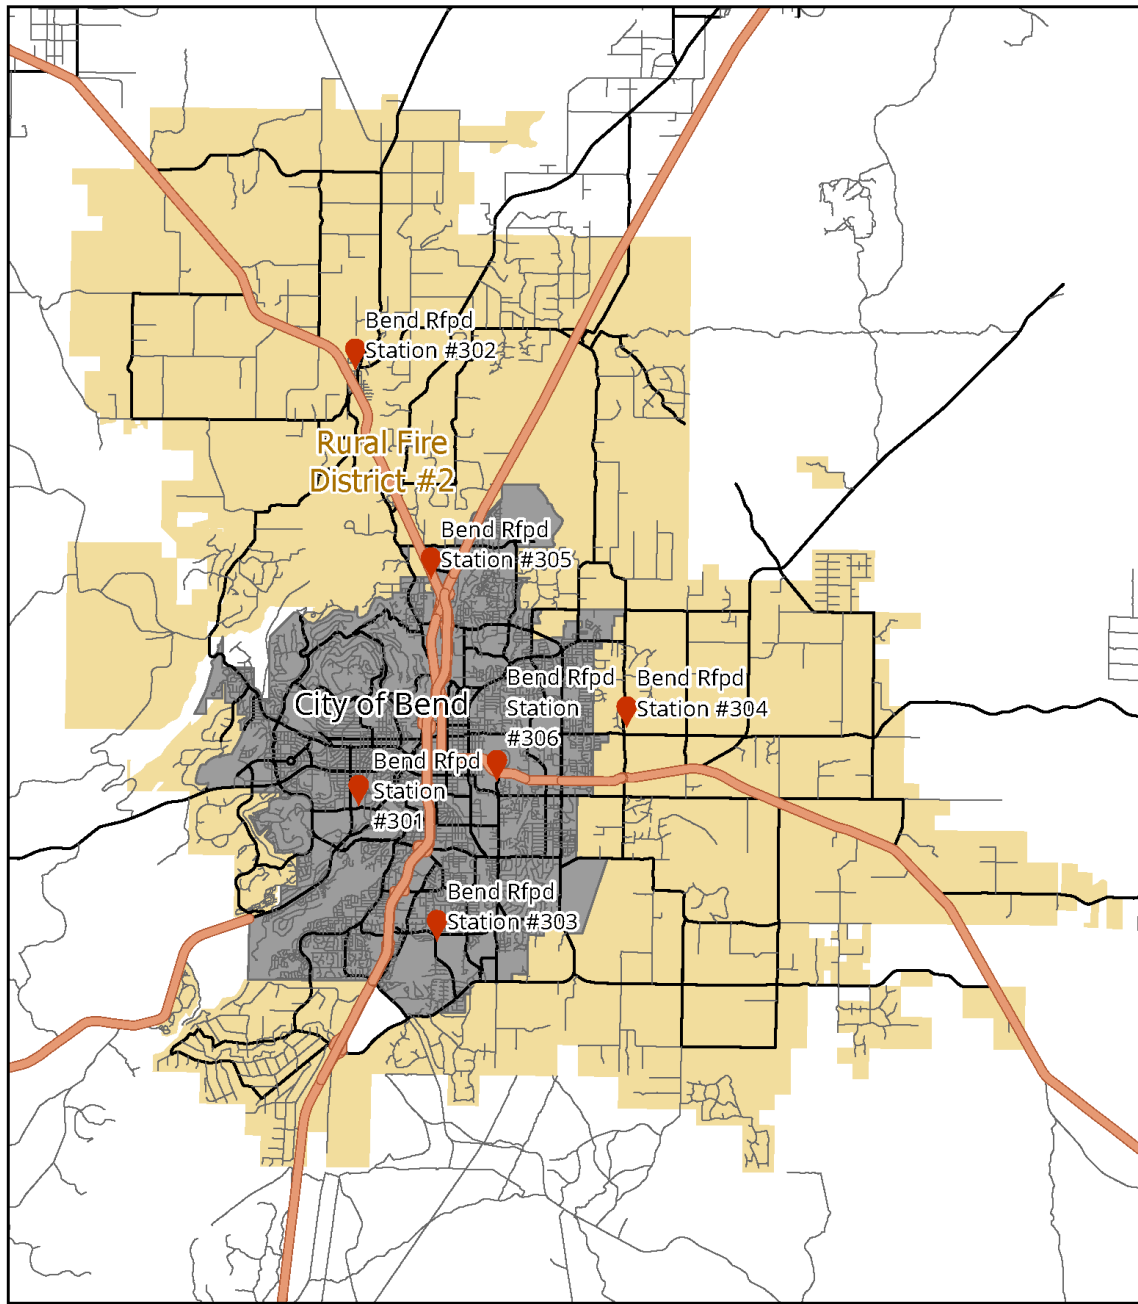 Bend Rfpd
Station #302
Rural Fire
District #2
Bend Rfpd
Station #305
Bend Rfpd
Station
#306
Bend Rfpd
Station #304
City of Bend
Bend Rfpd
Station
#301
Bend Rfpd
Station #303